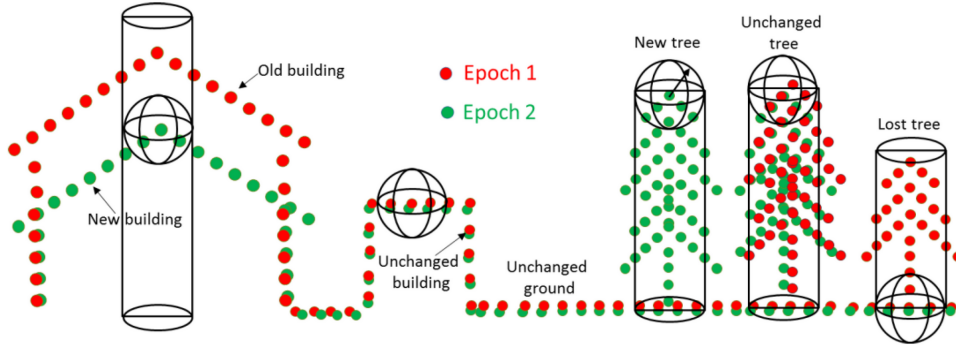 Old building
New building
Epoch 1
Epoch 2
Unchanged
building
Unchanged
ground
New tree
Unchanged
tree
Lost tree